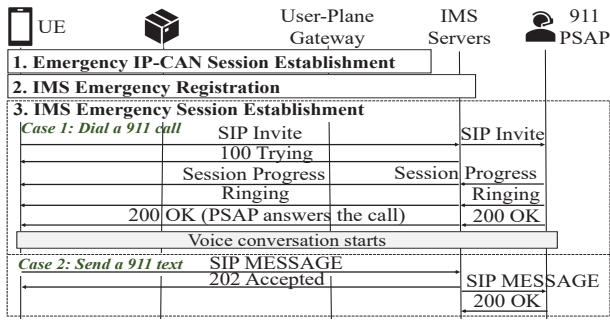 UE
User-Plane Gateway
IMS Servers
911 PSAP
1. Emergency IP-CAN Session Establishment
2. IMS Emergency Registration
3. IMS Emergency Session Establishment
Case 1: Dial a 911 call
SIP Invite
SIP Invite
100 Trying
Session Progress
Session Progress
Ringing
Ringing
200 OK (PSAP answers the call)
200 OK
Voice conversation starts
Case 2: Send a 911 text
SIP MESSAGE
202 Accepted
SIP MESSAGE
200 OK